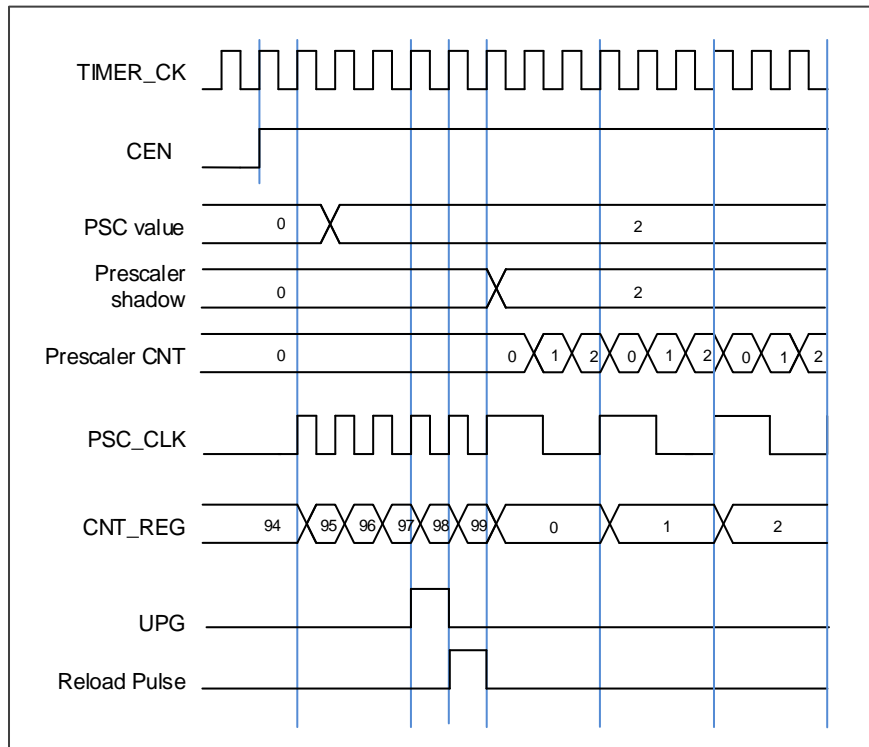 TIMER_CK
CEN
PSC value 0 2
Prescaler
shadow 0 2
Prescaler CNT 0 0 1 2 0 1 2 0 1 2
PSC_CLK
CNT_REG 94 95 96 97 98 99 0 1 2
UPG
Reload Pulse